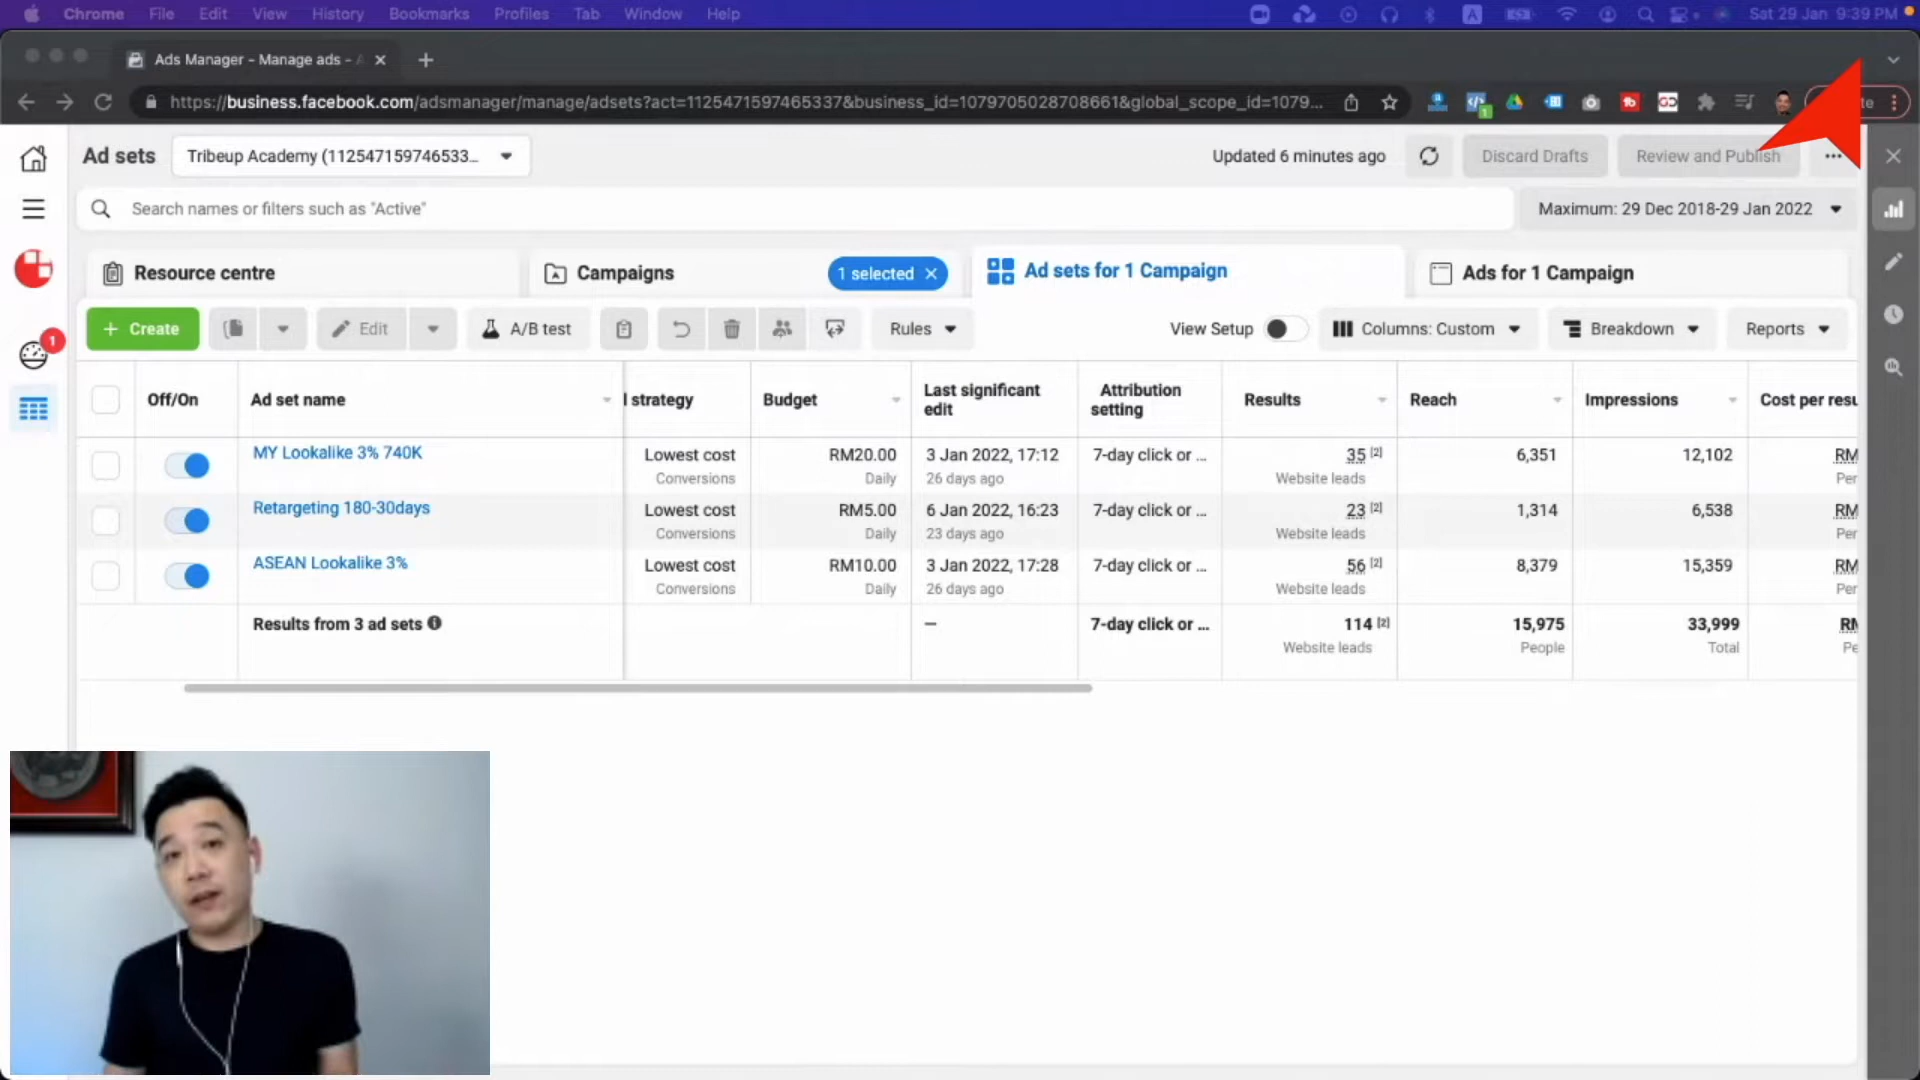 Chrome File Edit View History Bookmarks Profiles Tab Window Help Sat 29 Jan 9:39 PM
Ads Manager - Manage ads -
https://business.facebook.com/adsmanager/manage/adsets?act=1125471597465337&business_id=1079705028708661&global_scope_id=1079...
Ad sets Tribeup Academy (112547159746533... Updated 6 minutes ago Discard Drafts Review and Publish
Search names or filters such as "Active" Maximum: 29 Dec 2018-29 Jan 2022
Resource centre Campaigns 1 selected Ad sets for 1 Campaign Ads for 1 Campaign
+ Create Edit A/B test Rules View Setup Columns: Custom Breakdown Reports
1
Off/On Ad set name l strategy Budget Last significant edit Attribution setting Results Reach Impressions Cost per resu
MY Lookalike 3% 740K Lowest cost RM20.00 3 Jan 2022, 17:12 7-day click or ... 35 [2] 6,351 12,102 RM
Conversions Daily 26 days ago Website leads Per
Retargeting 180-30days Lowest cost RM5.00 6 Jan 2022, 16:23 7-day click or ... 23 [2] 1,314 6,538 RM
Conversions Daily 23 days ago Website leads Per
ASEAN Lookalike 3% Lowest cost RM10.00 3 Jan 2022, 17:28 7-day click or ... 56 [2] 8,379 15,359 RM
Conversions Daily 26 days ago Website leads Per
Results from 3 ad sets — 7-day click or ... 114 [2] 15,975 33,999 RM
Website leads People Total Pe